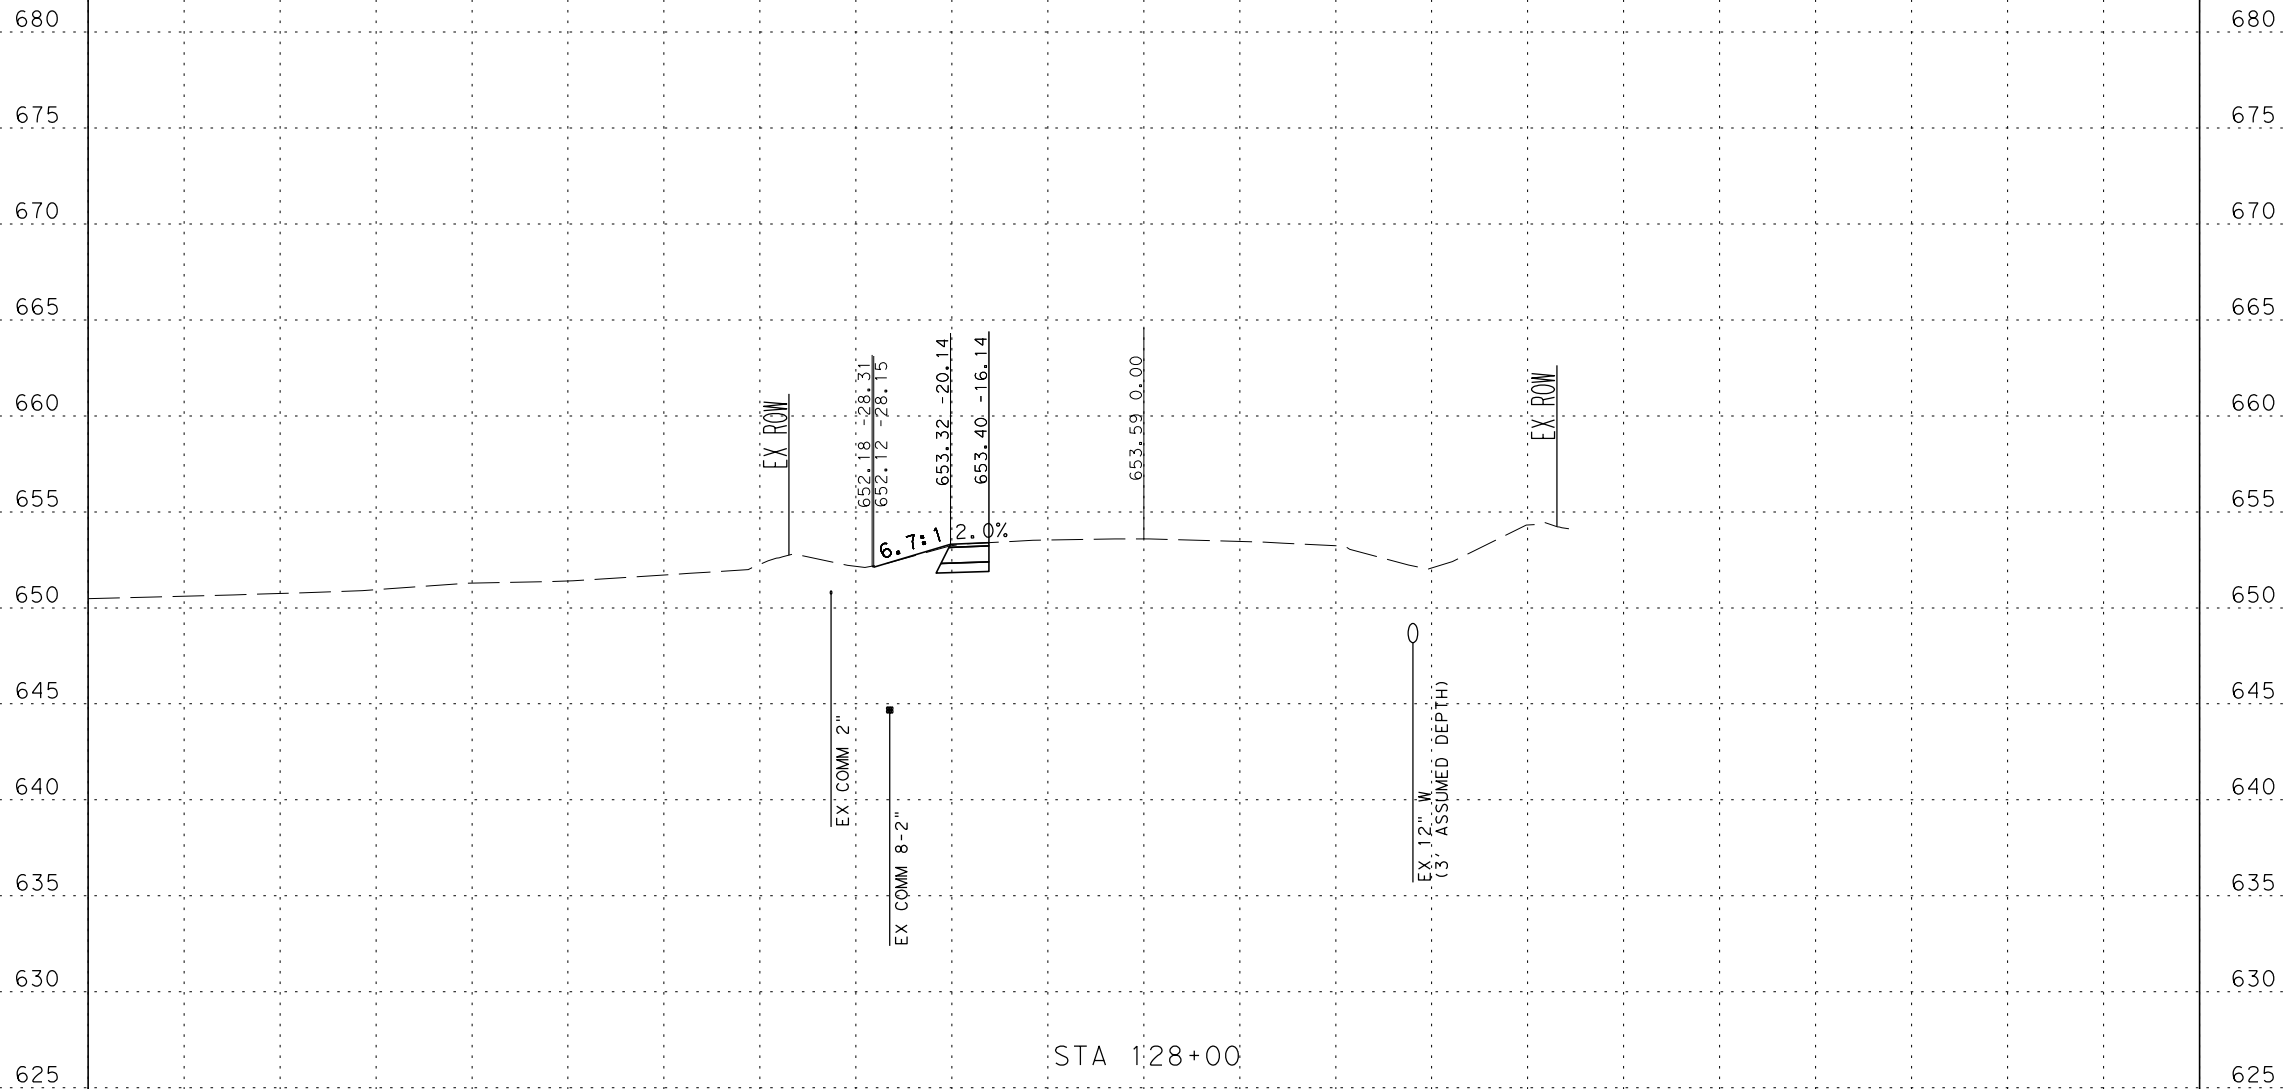 680 680
675 675
670 670
665 665
660 660
655 655
650 650
645 645
640 640
635 635
630 630
625 625
EX ROW
652.18 -28.31
652.12 -28.15
653.32 -20.14
653.40 -16.14
653.59 0.00
EX ROW
6.7:1
2.0%
EX COMM 2"
EX COMM 8-2"
EX 12" W
(3' ASSUMED DEPTH)
STA 128+00